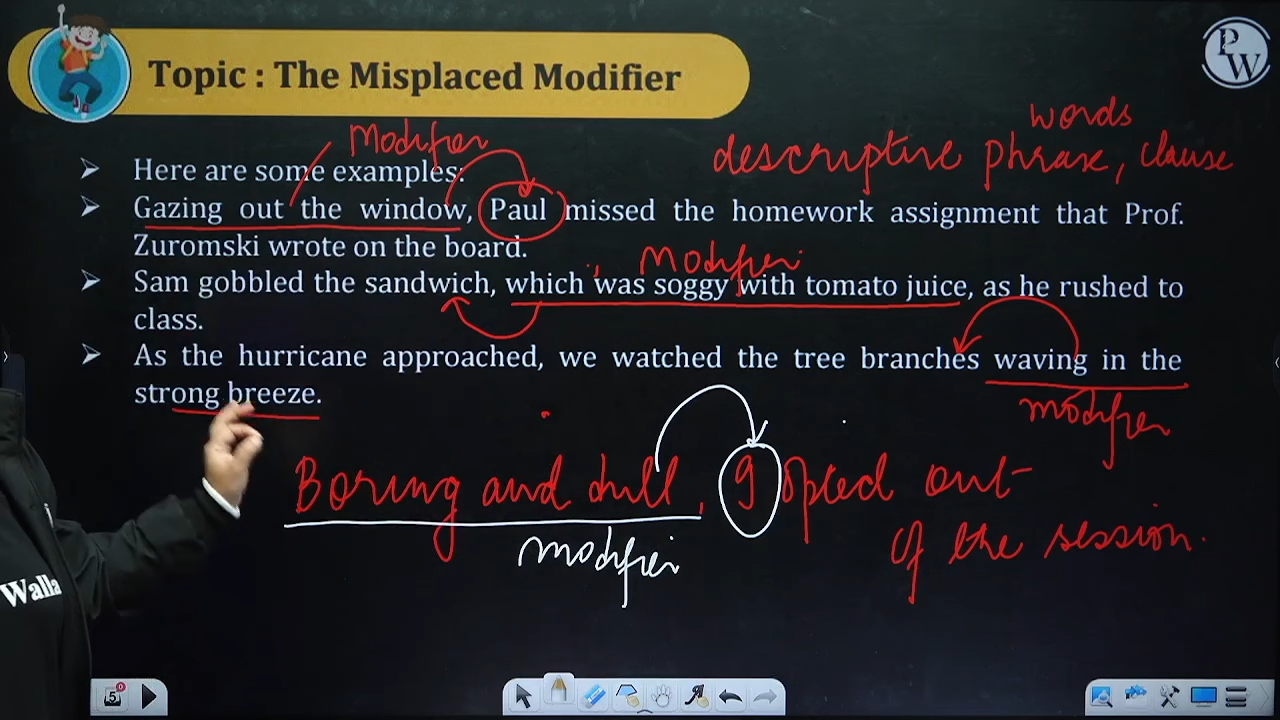 Topic : The Misplaced Modifier
PW
words
Modifier
descriptive phrase, clause
Here are some examples:
Gazing out the window, Paul missed the homework assignment that Prof.
Zuromski wrote on the board.
Modifier
Sam gobbled the sandwich, which was soggy with tomato juice, as he rushed to
class.
As the hurricane approached, we watched the tree branches waving in the
strong breeze.
modifier
Boring and dull, I opted out
of the session.
modifier
Walla
5